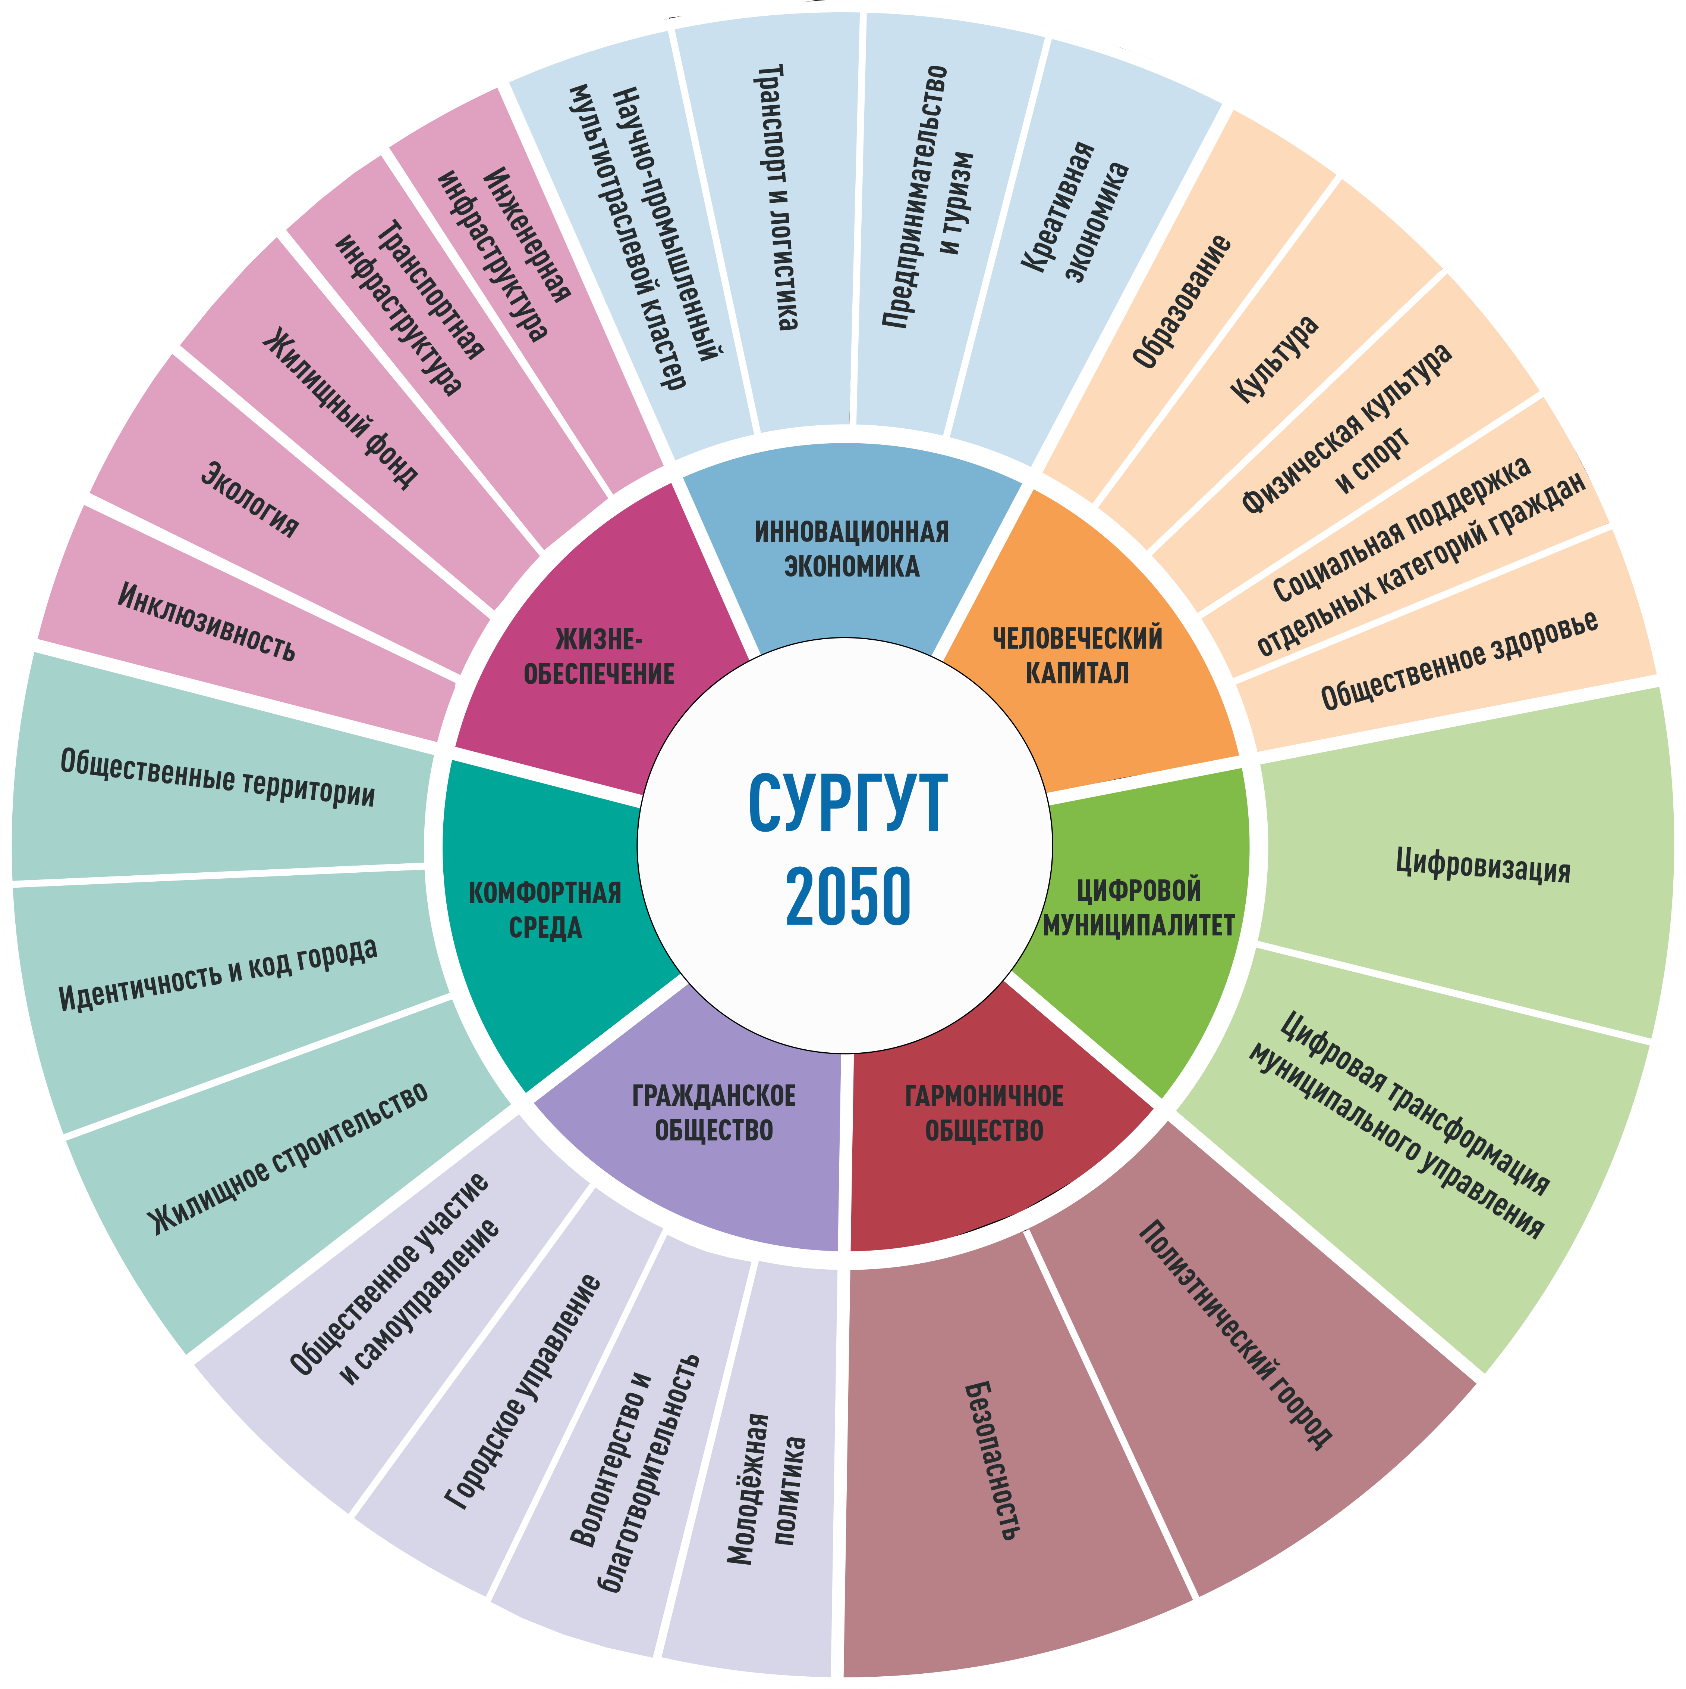 СУРГУТ
2050
ИННОВАЦИОННАЯ
ЭКОНОМИКА
Научно-промышленный
мультиотраслевой кластер
Транспорт и логистика
Предпринимательство
и туризм
Креативная
экономика
ЧЕЛОВЕЧЕСКИЙ
КАПИТАЛ
Образование
Культура
Физическая культура
и спорт
Социальная поддержка
отдельных категорий граждан
Общественное здоровье
ЦИФРОВОЙ
МУНИЦИПАЛИТЕТ
Цифровизация
Цифровая трансформация
муниципального управления
ГАРМОНИЧНОЕ
ОБЩЕСТВО
Полиэтнический гоород
Безопасность
ГРАЖДАНСКОЕ
ОБЩЕСТВО
Молодёжная
политика
Волонтерство и
благотворительность
Городское управление
Общественное участие
и самоуправление
КОМФОРТНАЯ
СРЕДА
Жилищное строительство
Идентичность и код города
Общественные территории
ЖИЗНЕ-
ОБЕСПЕЧЕНИЕ
Инклюзивность
Экология
Жилищный фонд
Транспортная
инфраструктура
Инженерная
инфраструктура